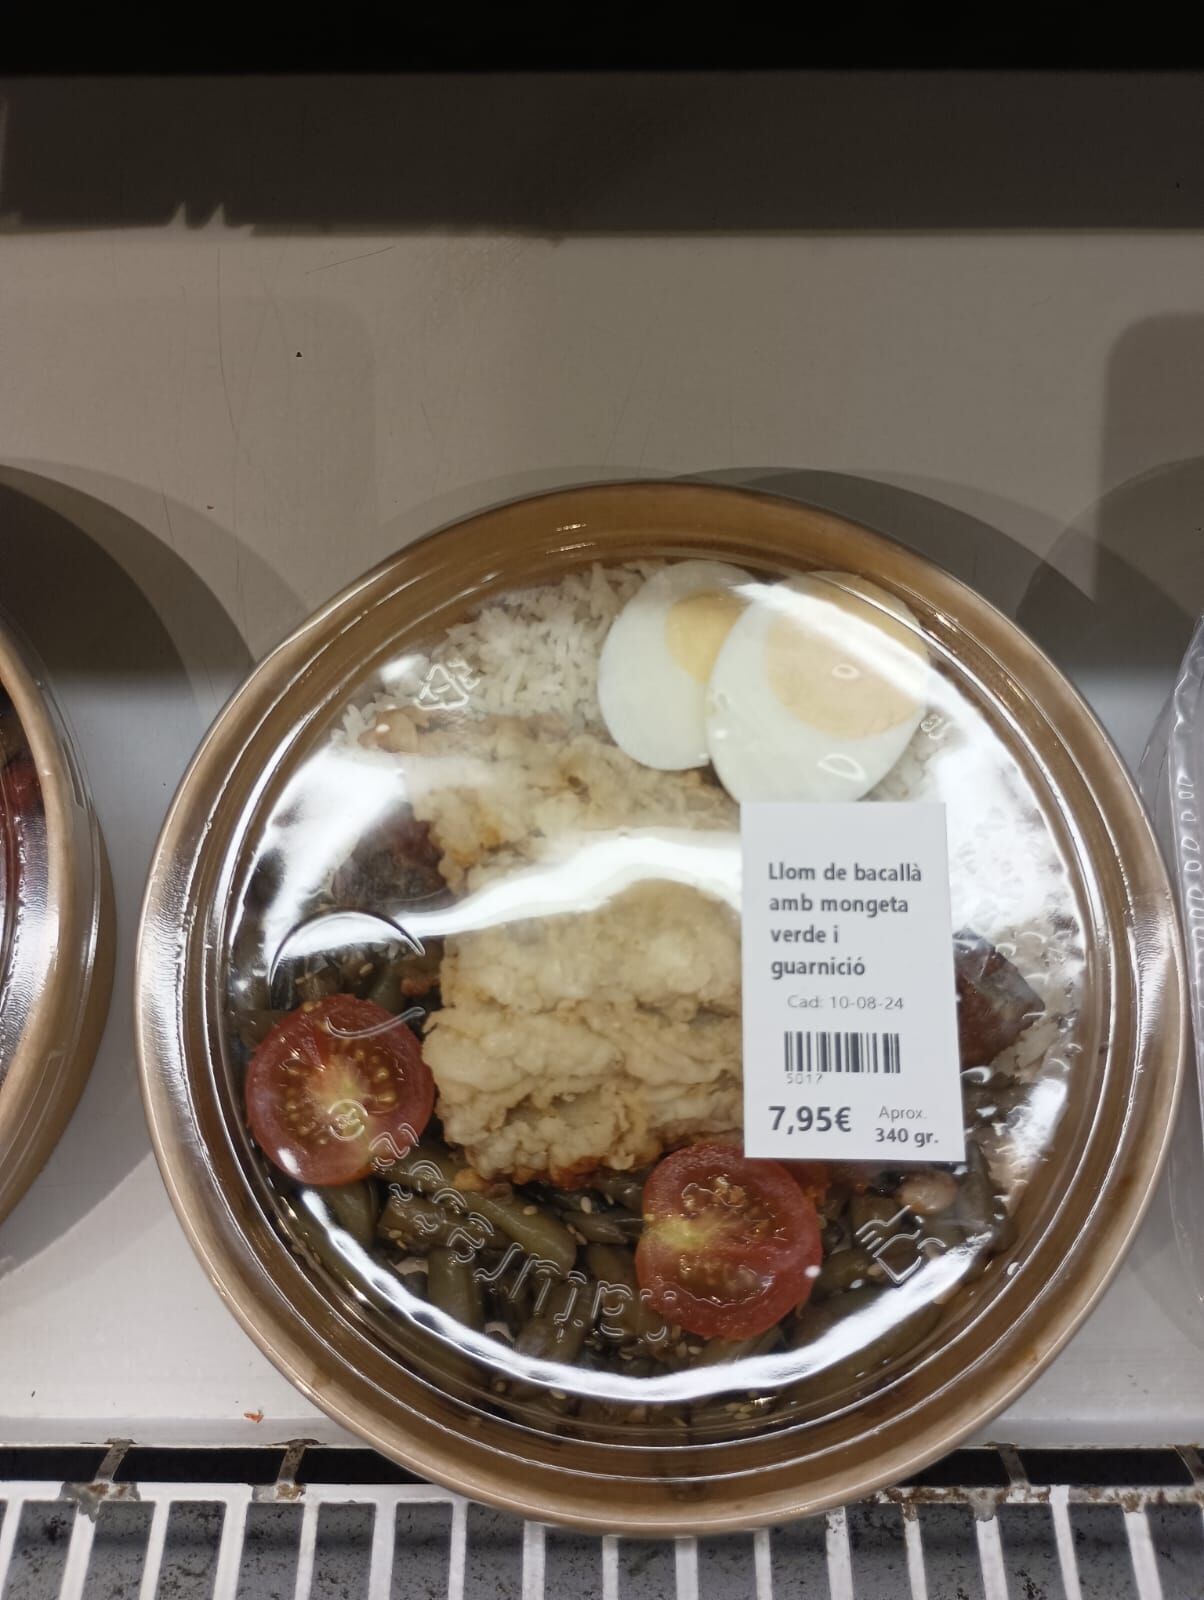 Llom de bacallà
amb mongeta
verde i
guarnició
Cad: 10-08-24
5017
7,95€
Aprox.
340 gr.